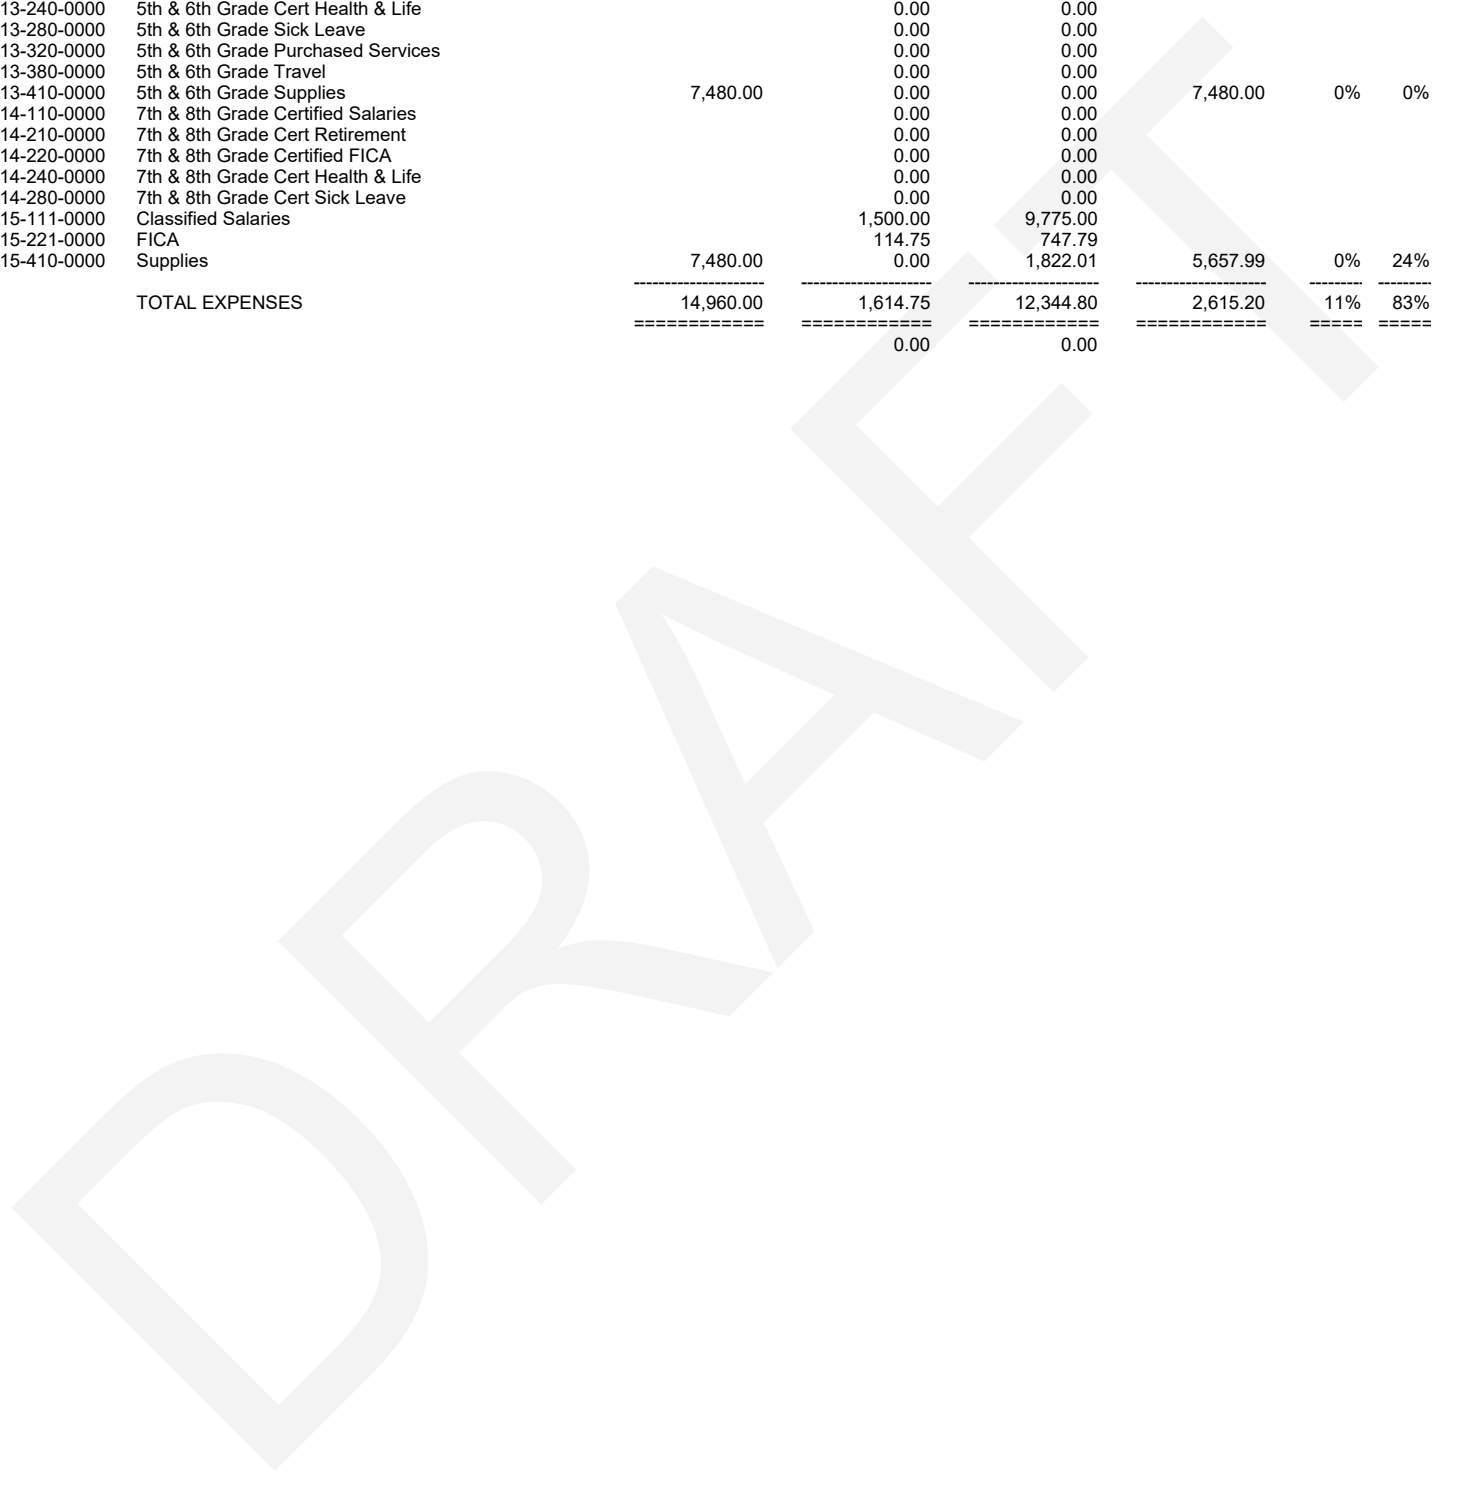 13-240-0000 5th & 6th Grade Cert Health & Life 0.00 0.00
13-280-0000 5th & 6th Grade Sick Leave 0.00 0.00
13-320-0000 5th & 6th Grade Purchased Services 0.00 0.00
13-380-0000 5th & 6th Grade Travel 0.00 0.00
13-410-0000 5th & 6th Grade Supplies 7,480.00 0.00 0.00 7,480.00 0% 0%
14-110-0000 7th & 8th Grade Certified Salaries 0.00 0.00
14-210-0000 7th & 8th Grade Cert Retirement 0.00 0.00
14-220-0000 7th & 8th Grade Certified FICA 0.00 0.00
14-240-0000 7th & 8th Grade Cert Health & Life 0.00 0.00
14-280-0000 7th & 8th Grade Cert Sick Leave 0.00 0.00
15-111-0000 Classified Salaries 1,500.00 9,775.00
15-221-0000 FICA 114.75 747.79
15-410-0000 Supplies 7,480.00 0.00 1,822.01 5,657.99 0% 24%
--------------------- --------------------- --------------------- --------------------- -------- --------
TOTAL EXPENSES 14,960.00 1,614.75 12,344.80 2,615.20 11% 83%
============ ============ ============ ============ ===== =====
0.00 0.00
DRAFT